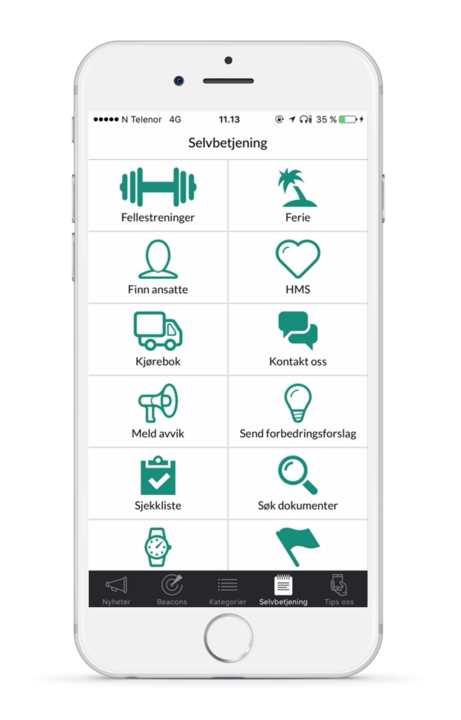 N Telenor 4G 11.13 35 %
Selvbetjening
Fellestreninger Ferie
Finn ansatte HMS
Kjørebok Kontakt oss
Meld avvik Send forbedringsforslag
Sjekkliste Søk dokumenter
Nyheter Beacons Kategorier Selvbetjening Tips oss